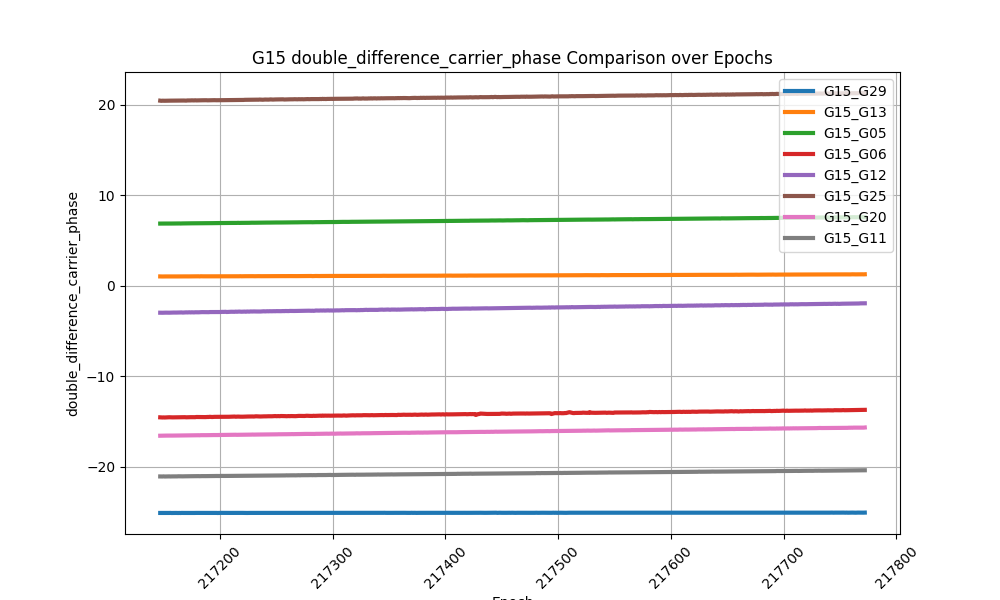 G15 double_difference_carrier_phase Comparison over Epochs
double_difference_carrier_phase
20
10
0
−10
−20
G15_G29
G15_G13
G15_G05
G15_G06
G15_G12
G15_G25
G15_G20
G15_G11
217200
217300
217400
217500
217600
217700
217800
Epoch